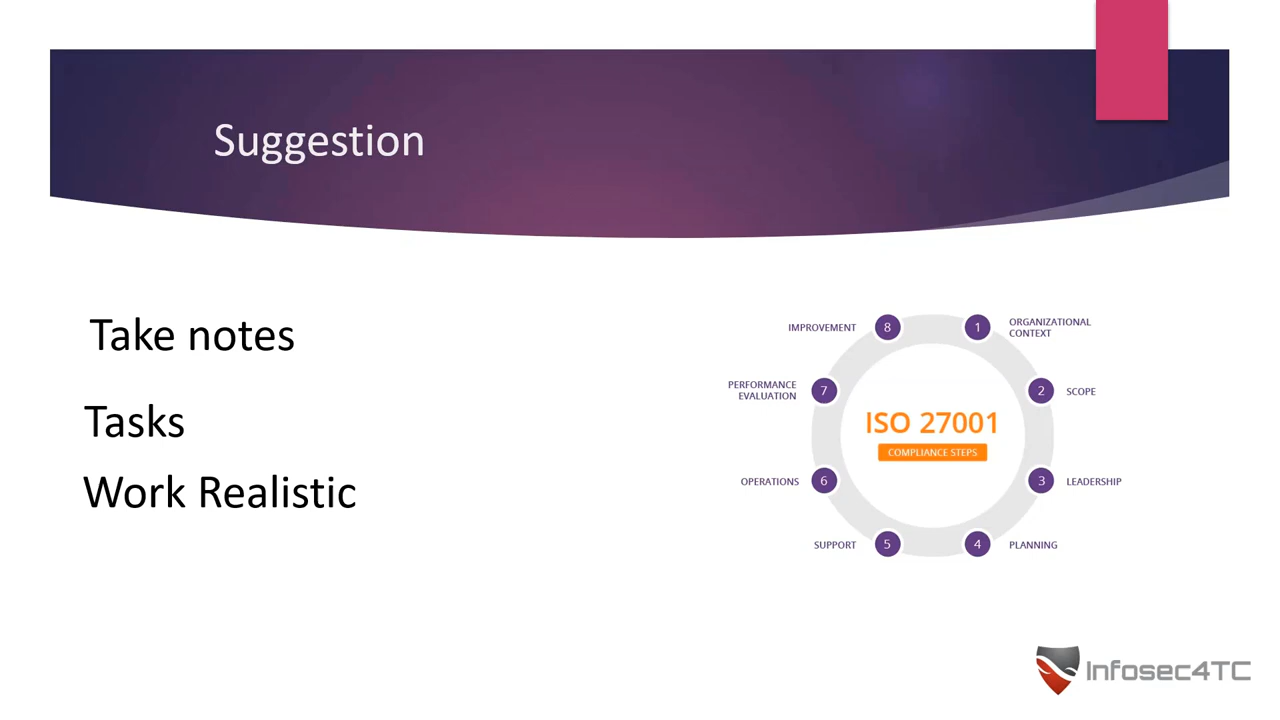 Suggestion
Take notes
Tasks
Work Realistic
IMPROVEMENT
8
1
ORGANIZATIONAL
CONTEXT
PERFORMANCE
EVALUATION
7
2
SCOPE
ISO 27001
COMPLIANCE STEPS
OPERATIONS
6
3
LEADERSHIP
SUPPORT
5
4
PLANNING
Infosec4TC